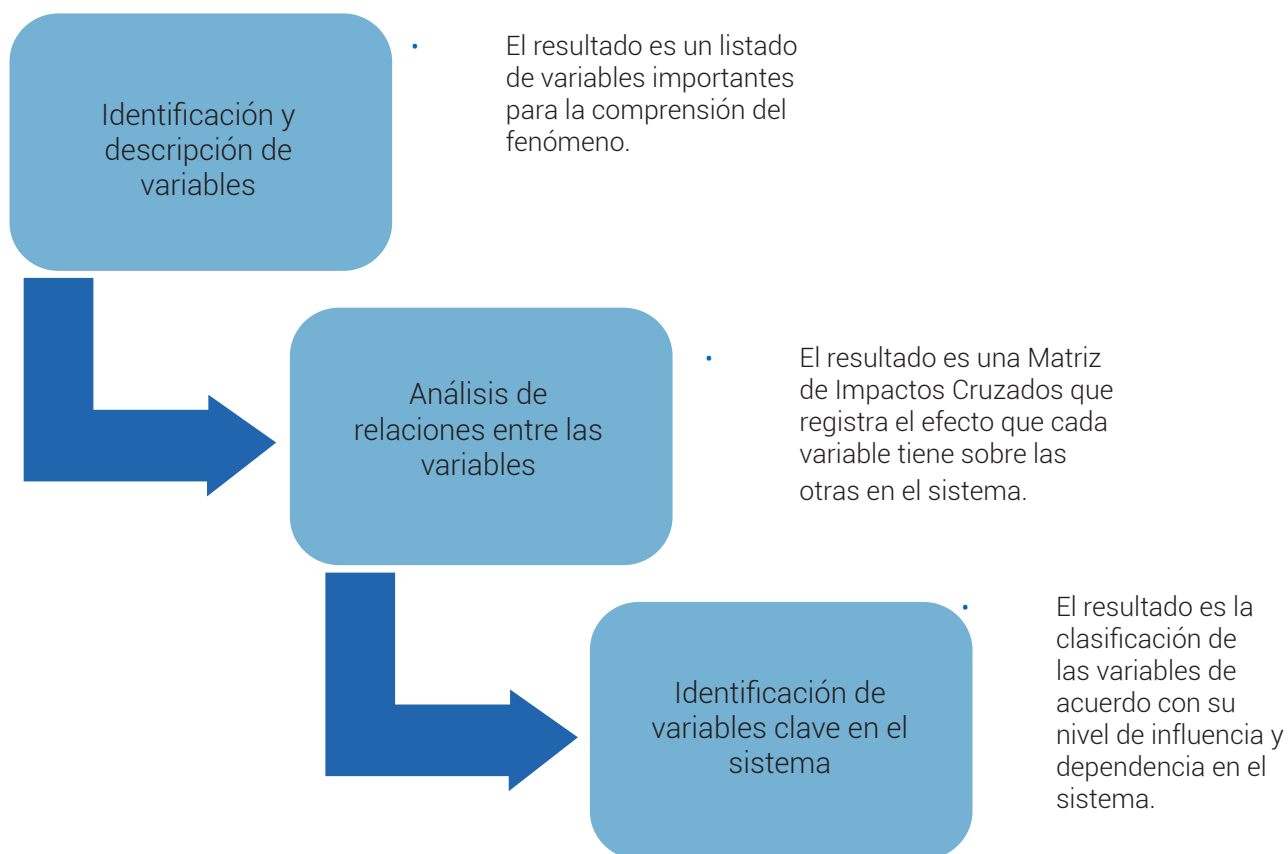 Identificación y
descripción de
variables
• El resultado es un listado
de variables importantes
para la comprensión del
fenómeno.
Análisis de
relaciones entre las
variables
• El resultado es una Matriz
de Impactos Cruzados que
registra el efecto que cada
variable tiene sobre las
otras en el sistema.
Identificación de
variables clave en el
sistema
• El resultado es la
clasificación de
las variables de
acuerdo con su
nivel de influencia y
dependencia en el
sistema.